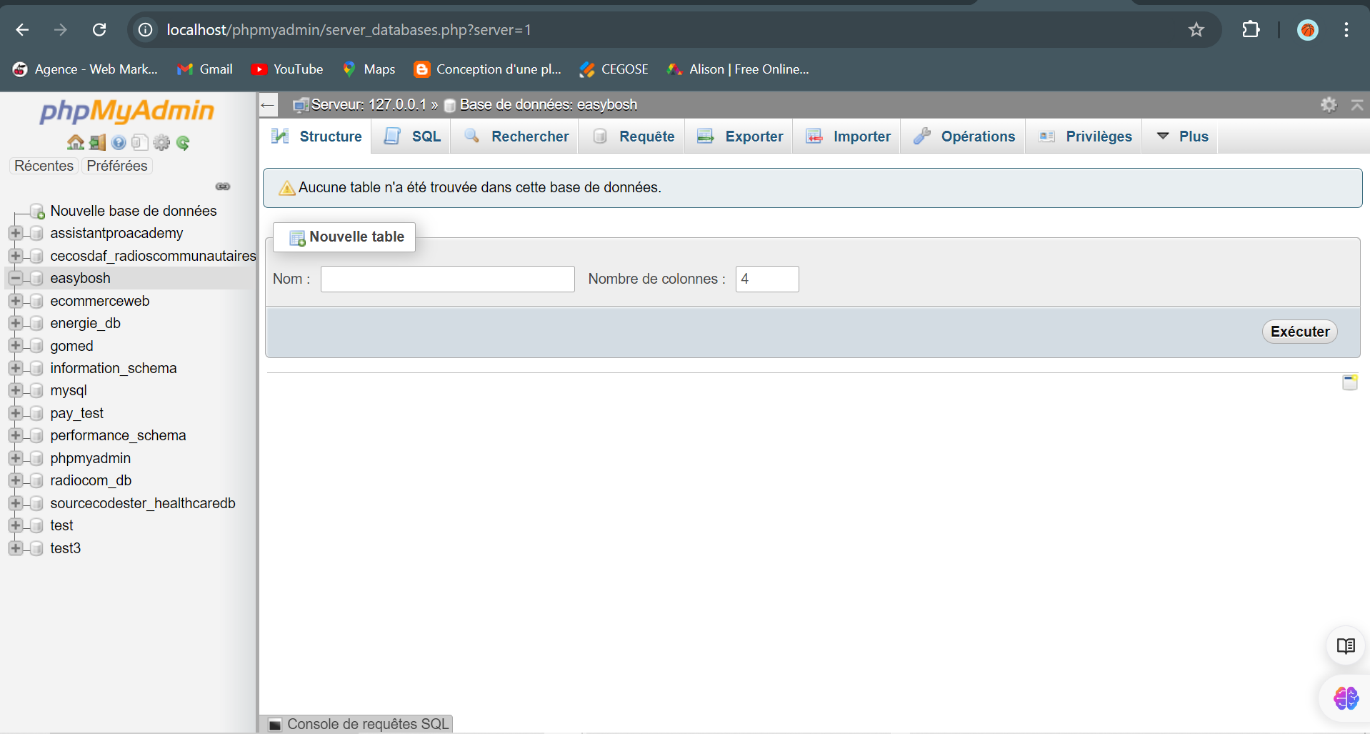 localhost/phpmyadmin/server_databases.php?server=1
Agence - Web Mark... Gmail YouTube Maps Conception d'une pl... CEGOSE Alison | Free Online...
phpMyAdmin
Récentes Préférées
Nouvelle base de données
assistantproacademy
cecosdaf_radioscommunautaires
easybosh
ecommerceweb
energie_db
gomed
information_schema
mysql
pay_test
performance_schema
phpmyadmin
radiocom_db
sourcecodester_healthcaredb
test
test3
Serveur: 127.0.0.1 » Base de données: easybosh
Structure SQL Rechercher Requête Exporter Importer Opérations Privilèges Plus
Aucune table n'a été trouvée dans cette base de données.
Nouvelle table
Nom : Nombre de colonnes : 4
Exécuter
Console de requêtes SQL